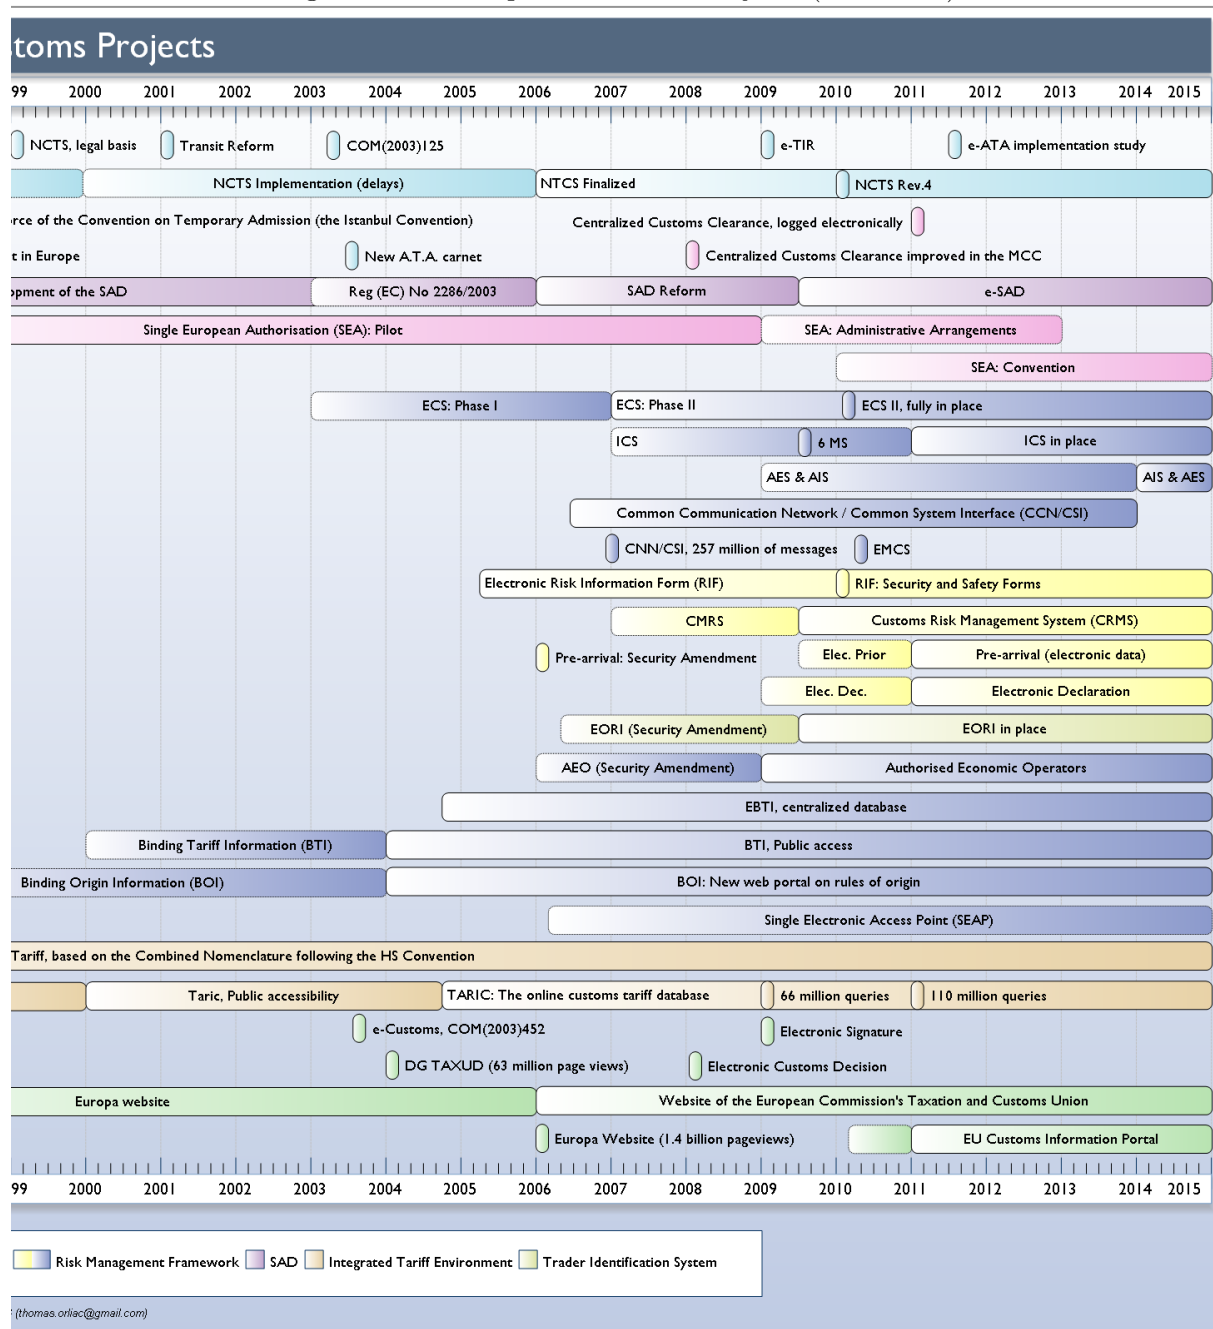 stoms Projects
99 2000 2001 2002 2003 2004 2005 2006 2007 2008 2009 2010 2011 2012 2013 2014 2015
NCTS, legal basis Transit Reform COM(2003)125 e-TIR e-ATA implementation study
NCTS Implementation (delays) NTCS Finalized NCTS Rev.4
orce of the Convention on Temporary Admission (the Istanbul Convention) Centralized Customs Clearance, logged electronically
t in Europe New A.T.A. carnet Centralized Customs Clearance improved in the MCC
opment of the SAD Reg (EC) No 2286/2003 SAD Reform e-SAD
Single European Authorisation (SEA): Pilot SEA: Administrative Arrangements
SEA: Convention
ECS: Phase I ECS: Phase II ECS II, fully in place
ICS 6 MS ICS in place
AES & AIS AIS & AES
Common Communication Network / Common System Interface (CCN/CSI)
CNN/CSI, 257 million of messages EMCS
Electronic Risk Information Form (RIF) RIF: Security and Safety Forms
CMRS Customs Risk Management System (CRMS)
Pre-arrival: Security Amendment Elec. Prior Pre-arrival (electronic data)
Elec. Dec. Electronic Declaration
EORI (Security Amendment) EORI in place
AEO (Security Amendment) Authorised Economic Operators
EBTI, centralized database
Binding Tariff Information (BTI) BTI, Public access
Binding Origin Information (BOI) BOI: New web portal on rules of origin
Single Electronic Access Point (SEAP)
Tariff, based on the Combined Nomenclature following the HS Convention
Taric, Public accessibility TARIC: The online customs tariff database 66 million queries 110 million queries
e-Customs, COM(2003)452 Electronic Signature
DG TAXUD (63 million page views) Electronic Customs Decision
Europa website Website of the European Commission's Taxation and Customs Union
Europa Website (1.4 billion pageviews) EU Customs Information Portal
99 2000 2001 2002 2003 2004 2005 2006 2007 2008 2009 2010 2011 2012 2013 2014 2015
Risk Management Framework SAD Integrated Tariff Environment Trader Identification System
(thomas.orliac@gmail.com)